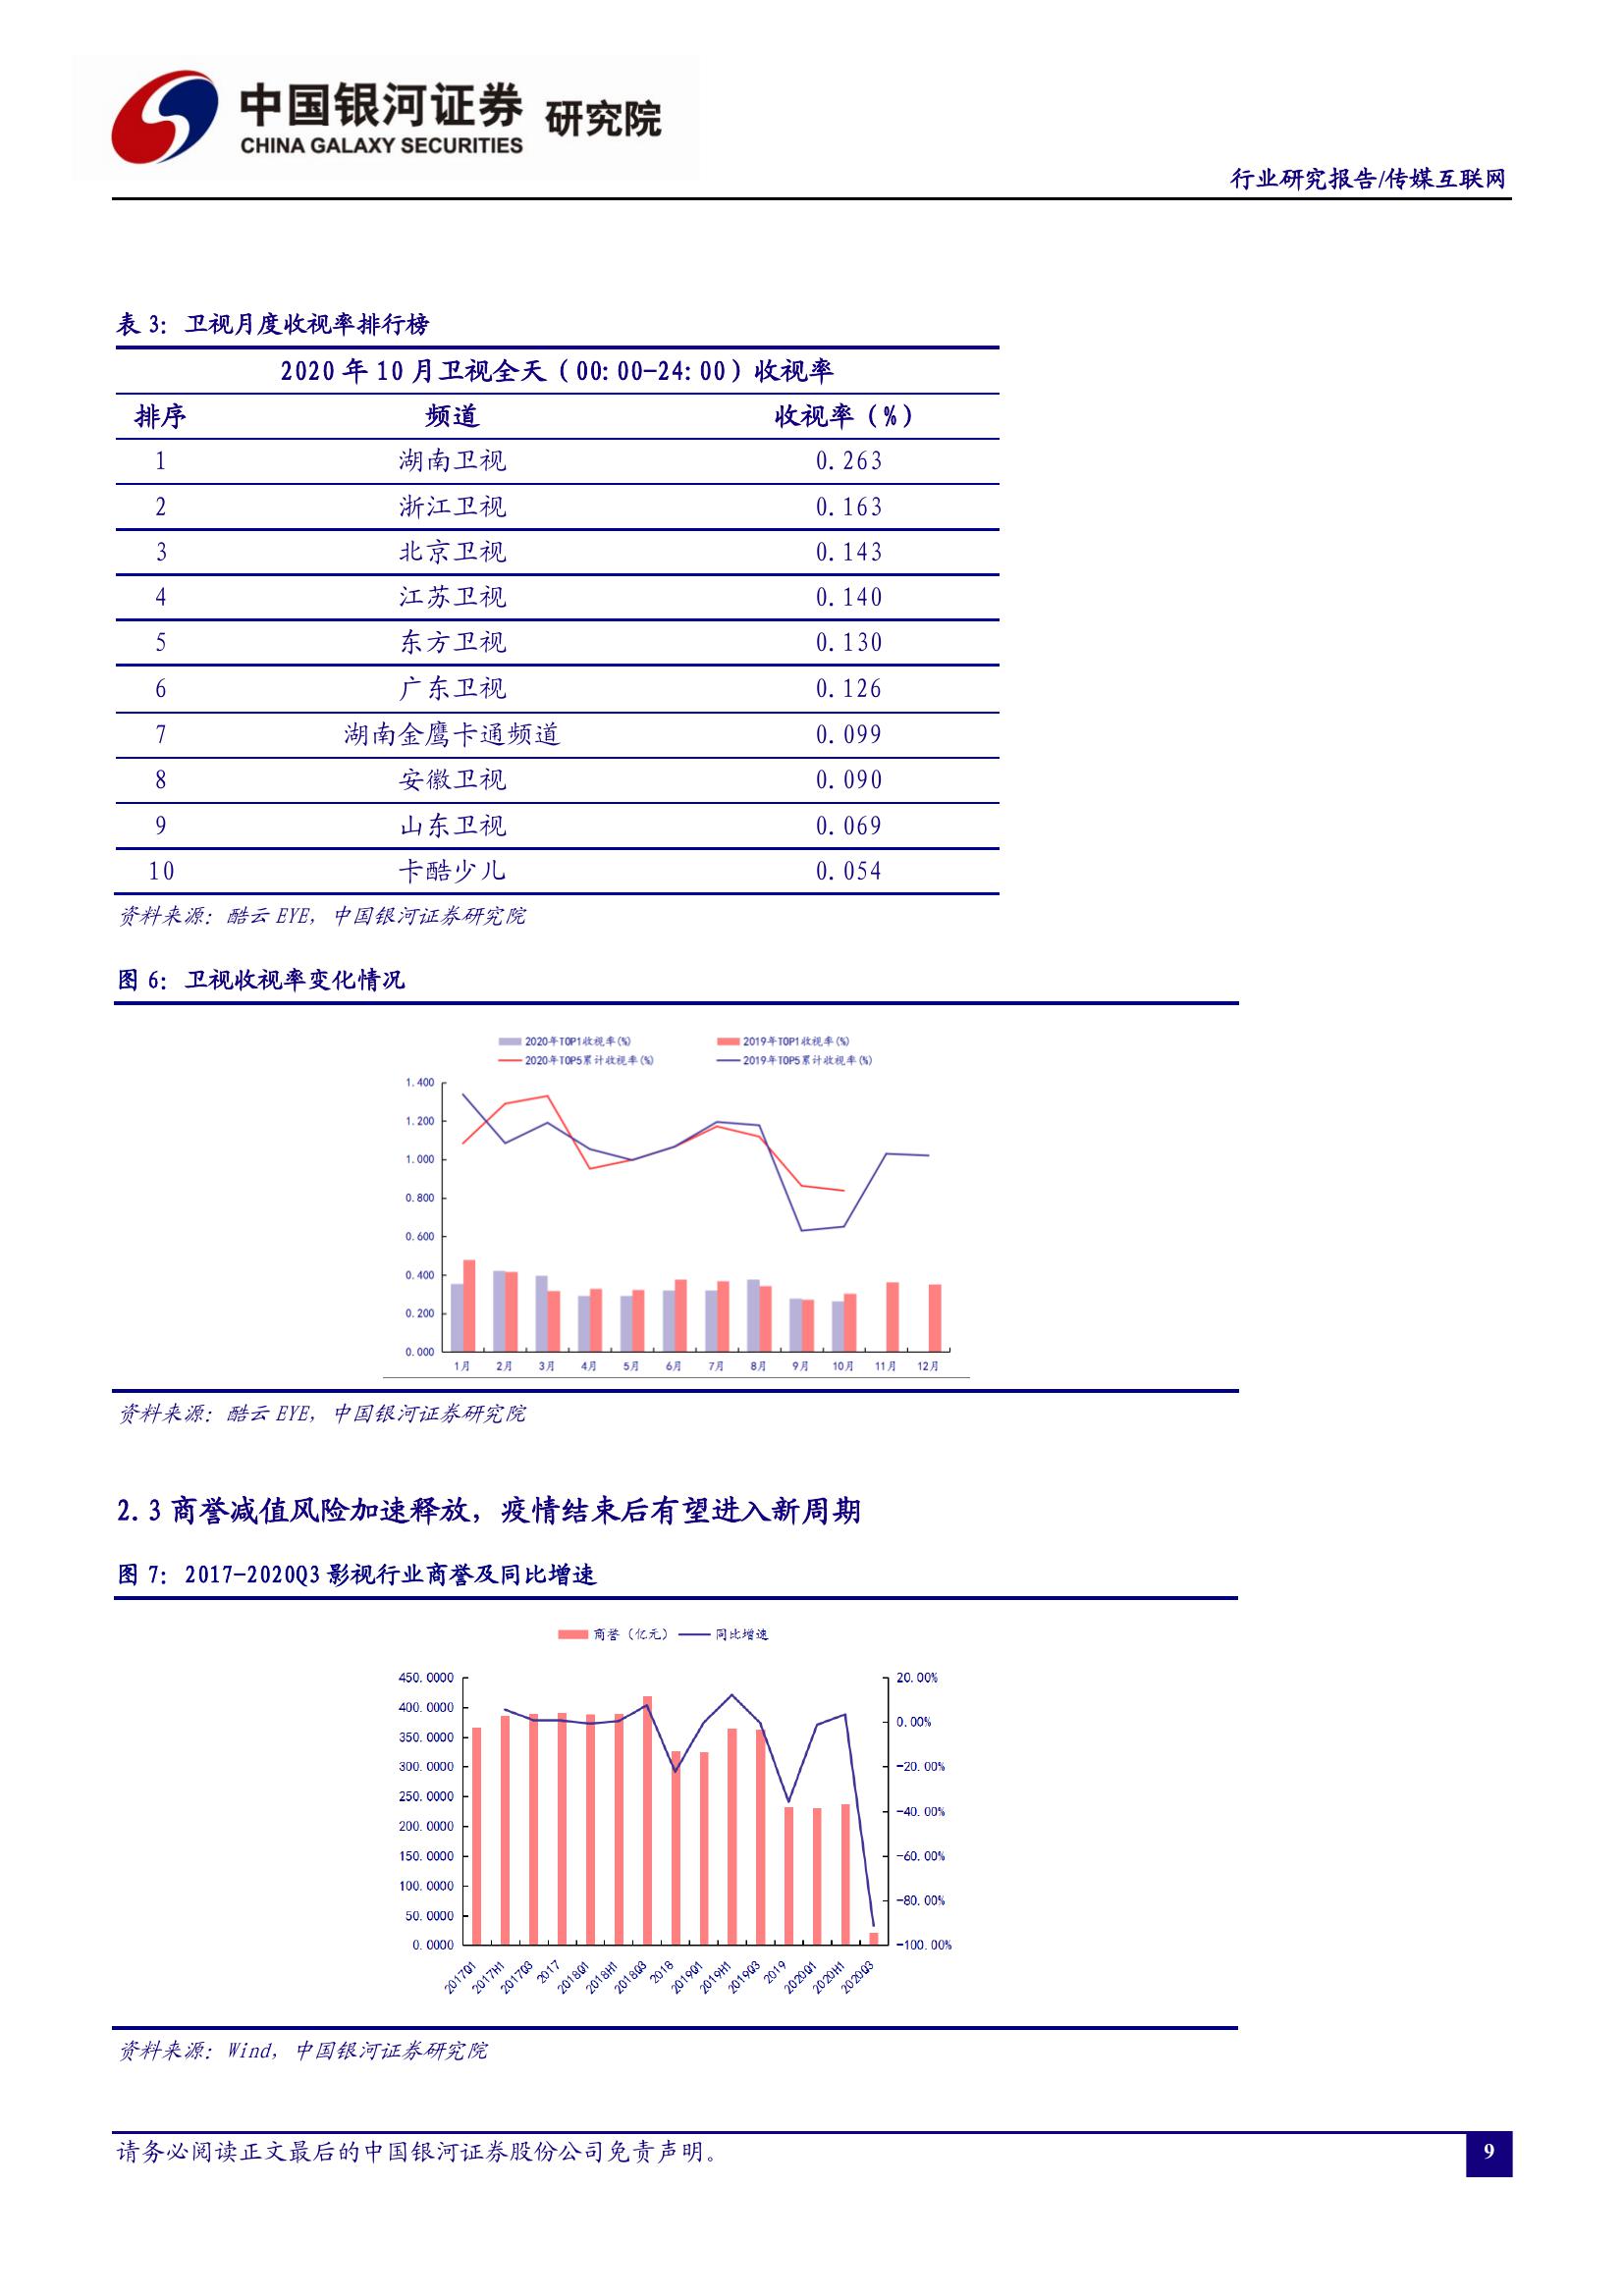 中国银河证券 研究院
CHINA GALAXY SECURITIES
行业研究报告/传媒互联网
表 3：卫视月度收视率排行榜
2020 年 10 月卫视全天（00:00-24:00）收视率
排序 频道 收视率（%）
1 湖南卫视 0.263
2 浙江卫视 0.163
3 北京卫视 0.143
4 江苏卫视 0.140
5 东方卫视 0.130
6 广东卫视 0.126
7 湖南金鹰卡通频道 0.099
8 安徽卫视 0.090
9 山东卫视 0.069
10 卡酷少儿 0.054
资料来源：酷云 EYE，中国银河证券研究院
图 6：卫视收视率变化情况
2020年TOP1收视率(%) 2019年TOP1收视率(%)
2020年TOP5累计收视率(%) 2019年TOP5累计收视率(%)
1.400
1.200
1.000
0.800
0.600
0.400
0.200
0.000
1月 2月 3月 4月 5月 6月 7月 8月 9月 10月 11月 12月
资料来源：酷云 EYE，中国银河证券研究院
2.3 商誉减值风险加速释放，疫情结束后有望进入新周期
图 7：2017-2020Q3 影视行业商誉及同比增速
商誉（亿元） 同比增速
450.0000 20.00%
400.0000 0.00%
350.0000
300.0000 -20.00%
250.0000 -40.00%
200.0000
150.0000 -60.00%
100.0000 -80.00%
50.0000
0.0000 -100.00%
2017Q1 2017H1 2017Q3 2017 2018Q1 2018H1 2018Q3 2018 2019Q1 2019H1 2019Q3 2019 2020Q1 2020H1 2020Q3
资料来源：Wind，中国银河证券研究院
请务必阅读正文最后的中国银河证券股份公司免责声明。 9